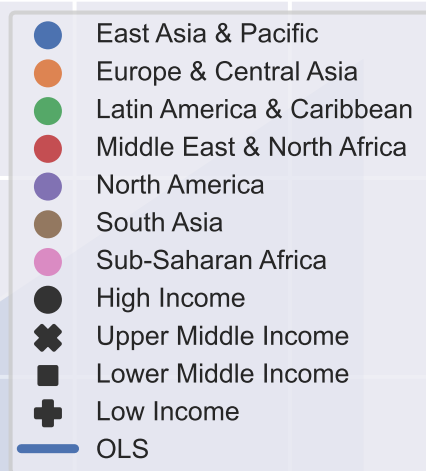 East Asia & Pacific
Europe & Central Asia
Latin America & Caribbean
Middle East & North Africa
North America
South Asia
Sub-Saharan Africa
High Income
Upper Middle Income
Lower Middle Income
Low Income
OLS